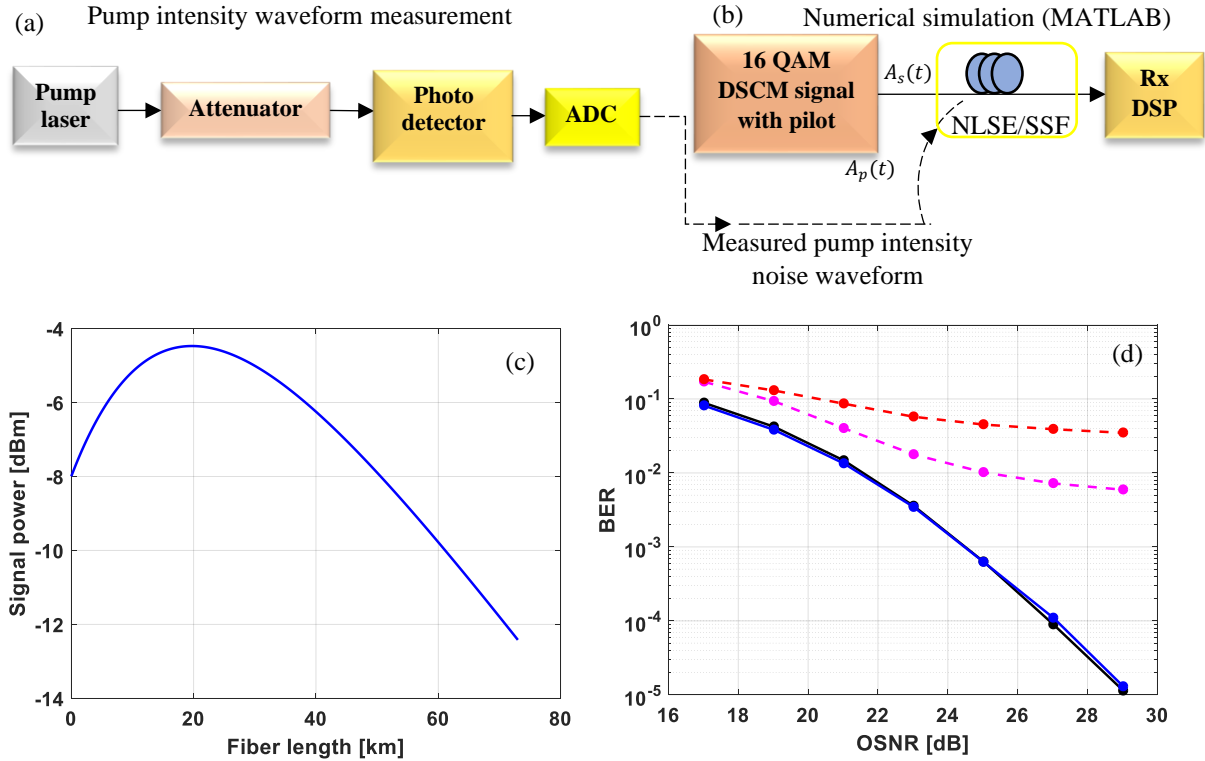 (a) Pump intensity waveform measurement
Pump
laser
Attenuator
Photo
detector
ADC
(b) Numerical simulation (MATLAB)
16 QAM
DSCM signal
with pilot
A_s(t)
NLSE/SSF
Rx
DSP
A_p(t)
Measured pump intensity
noise waveform
(c)
Signal power [dBm]
-4
-6
-8
-10
-12
-14
0 20 40 60 80
Fiber length [km]
(d)
BER
10^0
10^-1
10^-2
10^-3
10^-4
10^-5
16 18 20 22 24 26 28 30
OSNR [dB]